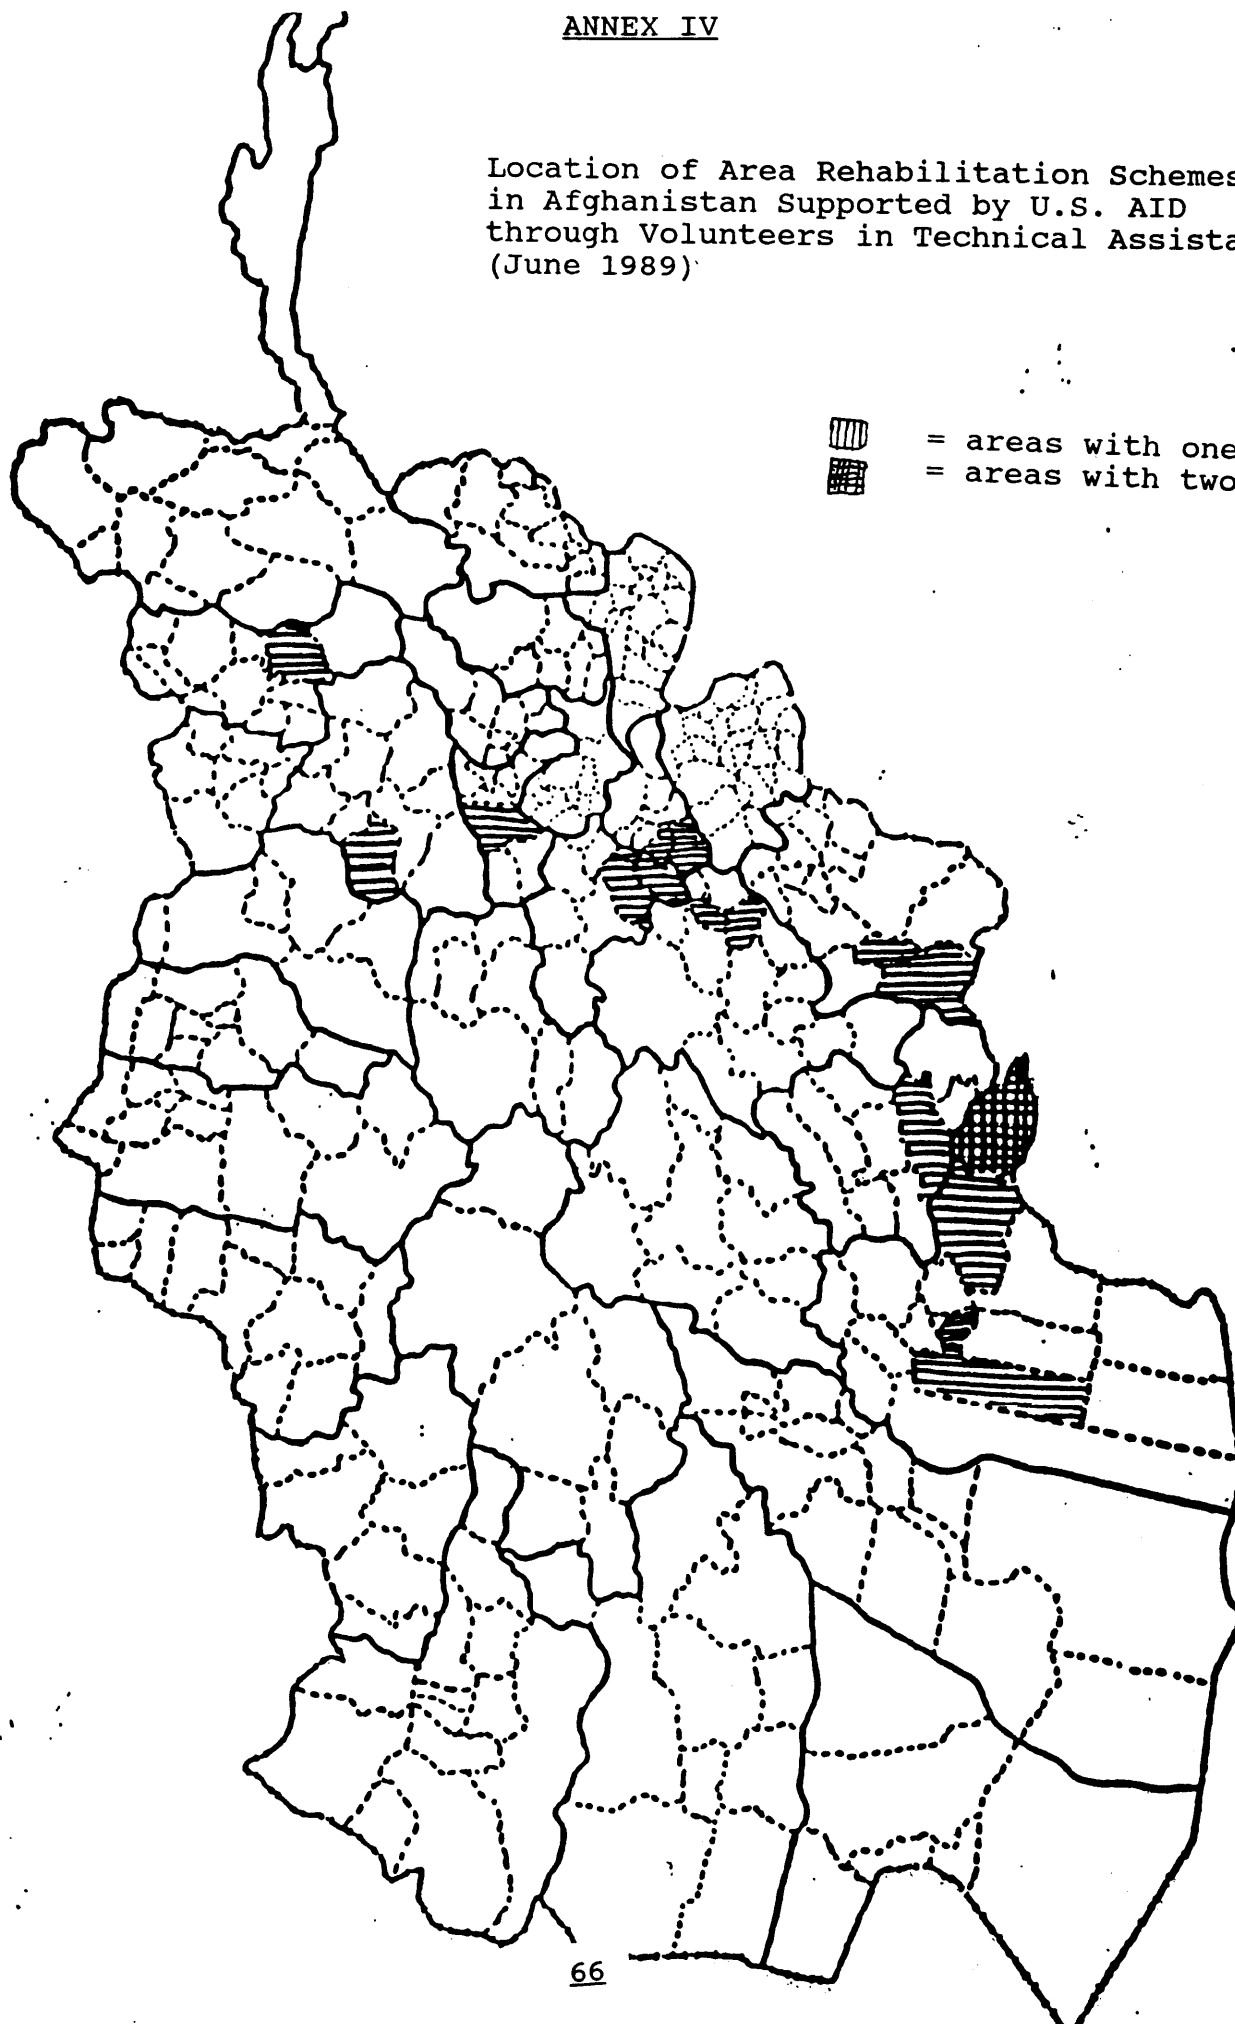 ANNEX IV
Location of Area Rehabilitation Schemes
in Afghanistan Supported by U.S. AID
through Volunteers in Technical Assista
(June 1989)
= areas with one
= areas with two
66